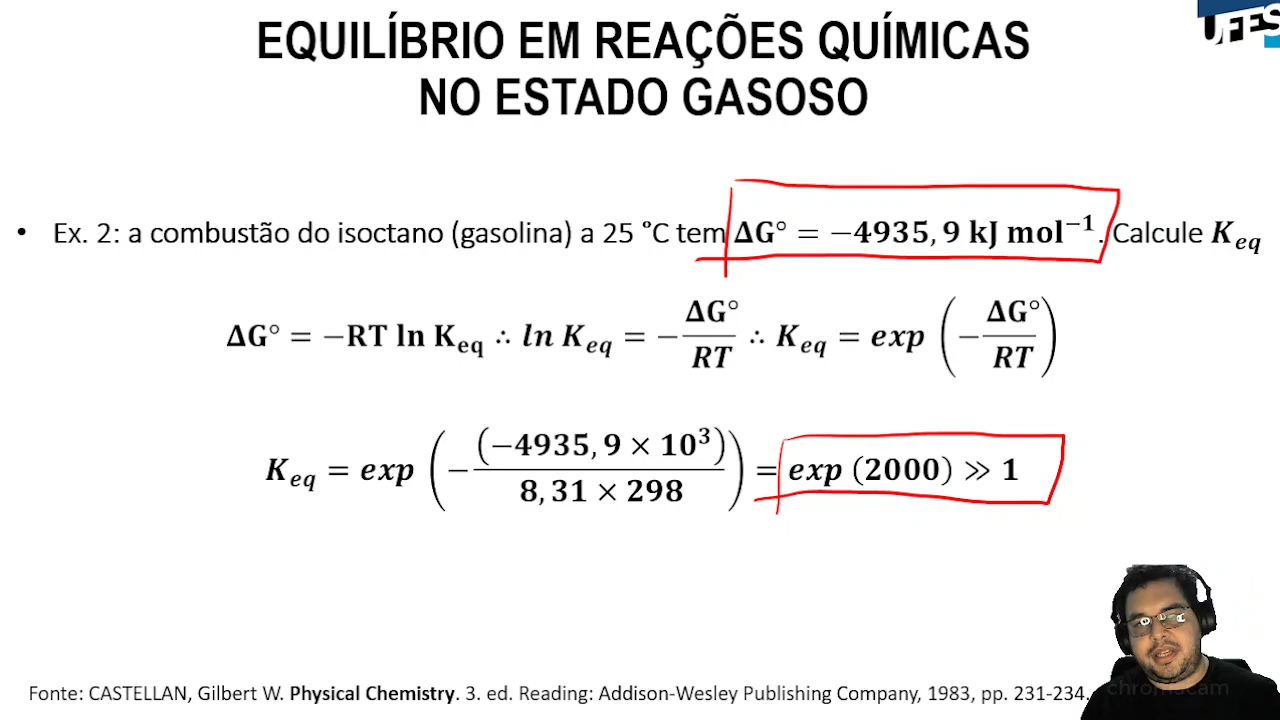 UFES
EQUILÍBRIO EM REAÇÕES QUÍMICAS
NO ESTADO GASOSO
• Ex. 2: a combustão do isoctano (gasolina) a 25 °C tem ΔG° = −4935,9 kJ mol⁻¹. Calcule K_eq
ΔG° = −RT ln K_eq ∴ ln K_eq = − ΔG°/RT ∴ K_eq = exp (− ΔG°/RT)
K_eq = exp (− (−4935,9 × 10³)/(8,31 × 298)) = exp (2000) ≫ 1
Fonte: CASTELLAN, Gilbert W. Physical Chemistry. 3. ed. Reading: Addison-Wesley Publishing Company, 1983, pp. 231-234.
chromacam